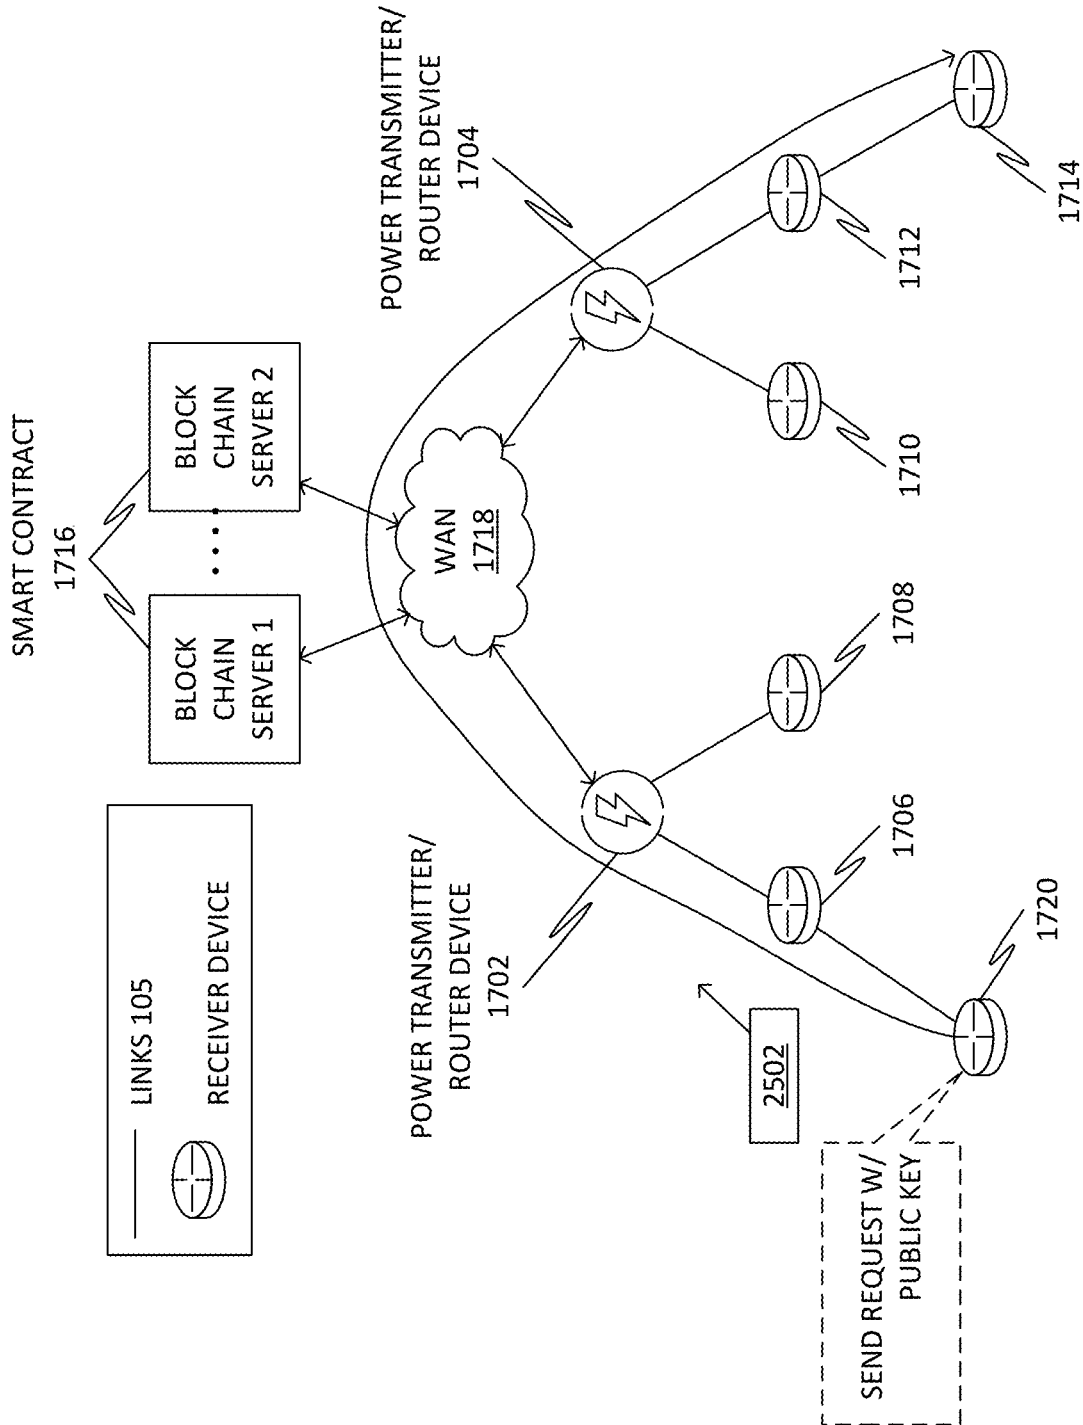 SMART CONTRACT
1716
BLOCK
CHAIN
SERVER 1
BLOCK
CHAIN
SERVER 2
LINKS 105
RECEIVER DEVICE
POWER TRANSMITTER/
ROUTER DEVICE
1702
WAN
1718
POWER TRANSMITTER/
ROUTER DEVICE
1704
2502
SEND REQUEST W/
PUBLIC KEY
1720
1706
1708
1710
1712
1714